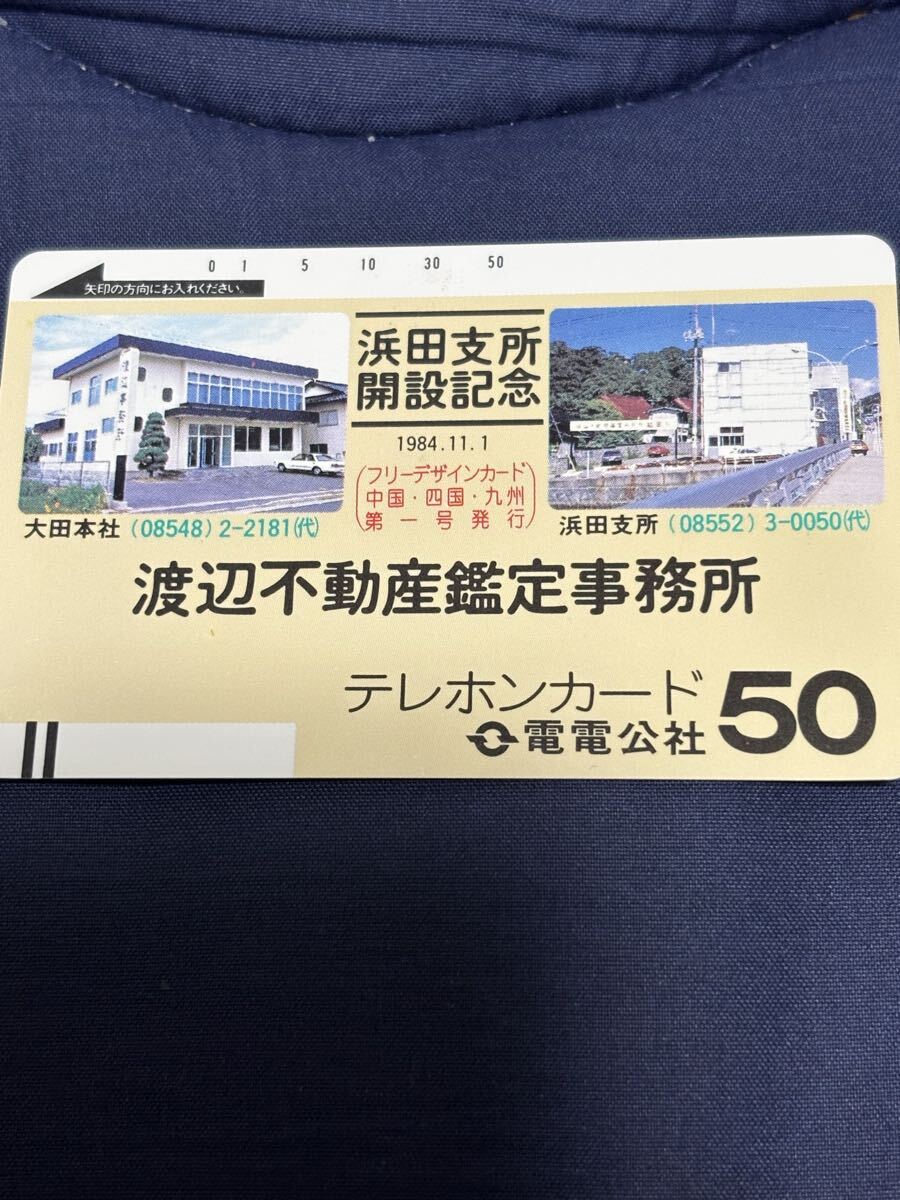 0 1 5 10 30 50
矢印の方向にお入れください。
浜田支所
開設記念
1984.11.1
(フリーデザインカード
中国・四国・九州
第一号発行)
大田本社 (08548) 2-2181(代)
浜田支所 (08552) 3-0050(代)
渡辺不動産鑑定事務所
テレホンカード
電電公社
50